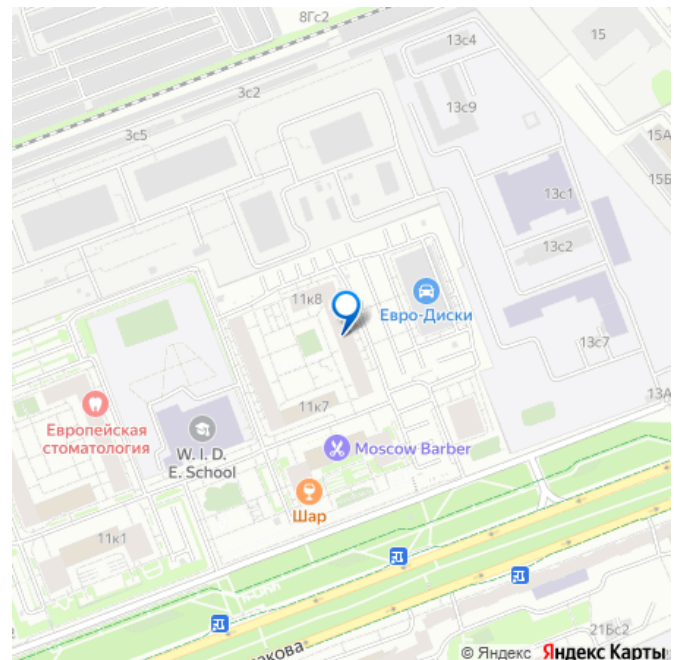 8Гс2
13с4
15
3с2
13с9
3с5
15А
15Б
13с1
13с2
11к8
Евро-Диски
13с7
13А
11к7
Европейская
стоматология
W. I. D.
E. School
Moscow Barber
Шар
11к1
21Бс2
© Яндекс Яндекс Карты